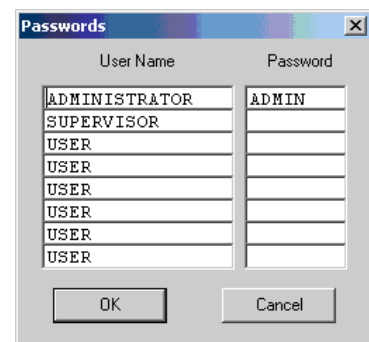 Passwords
User Name Password
ADMINISTRATOR ADMIN
SUPERVISOR
USER
USER
USER
USER
USER
USER
OK Cancel